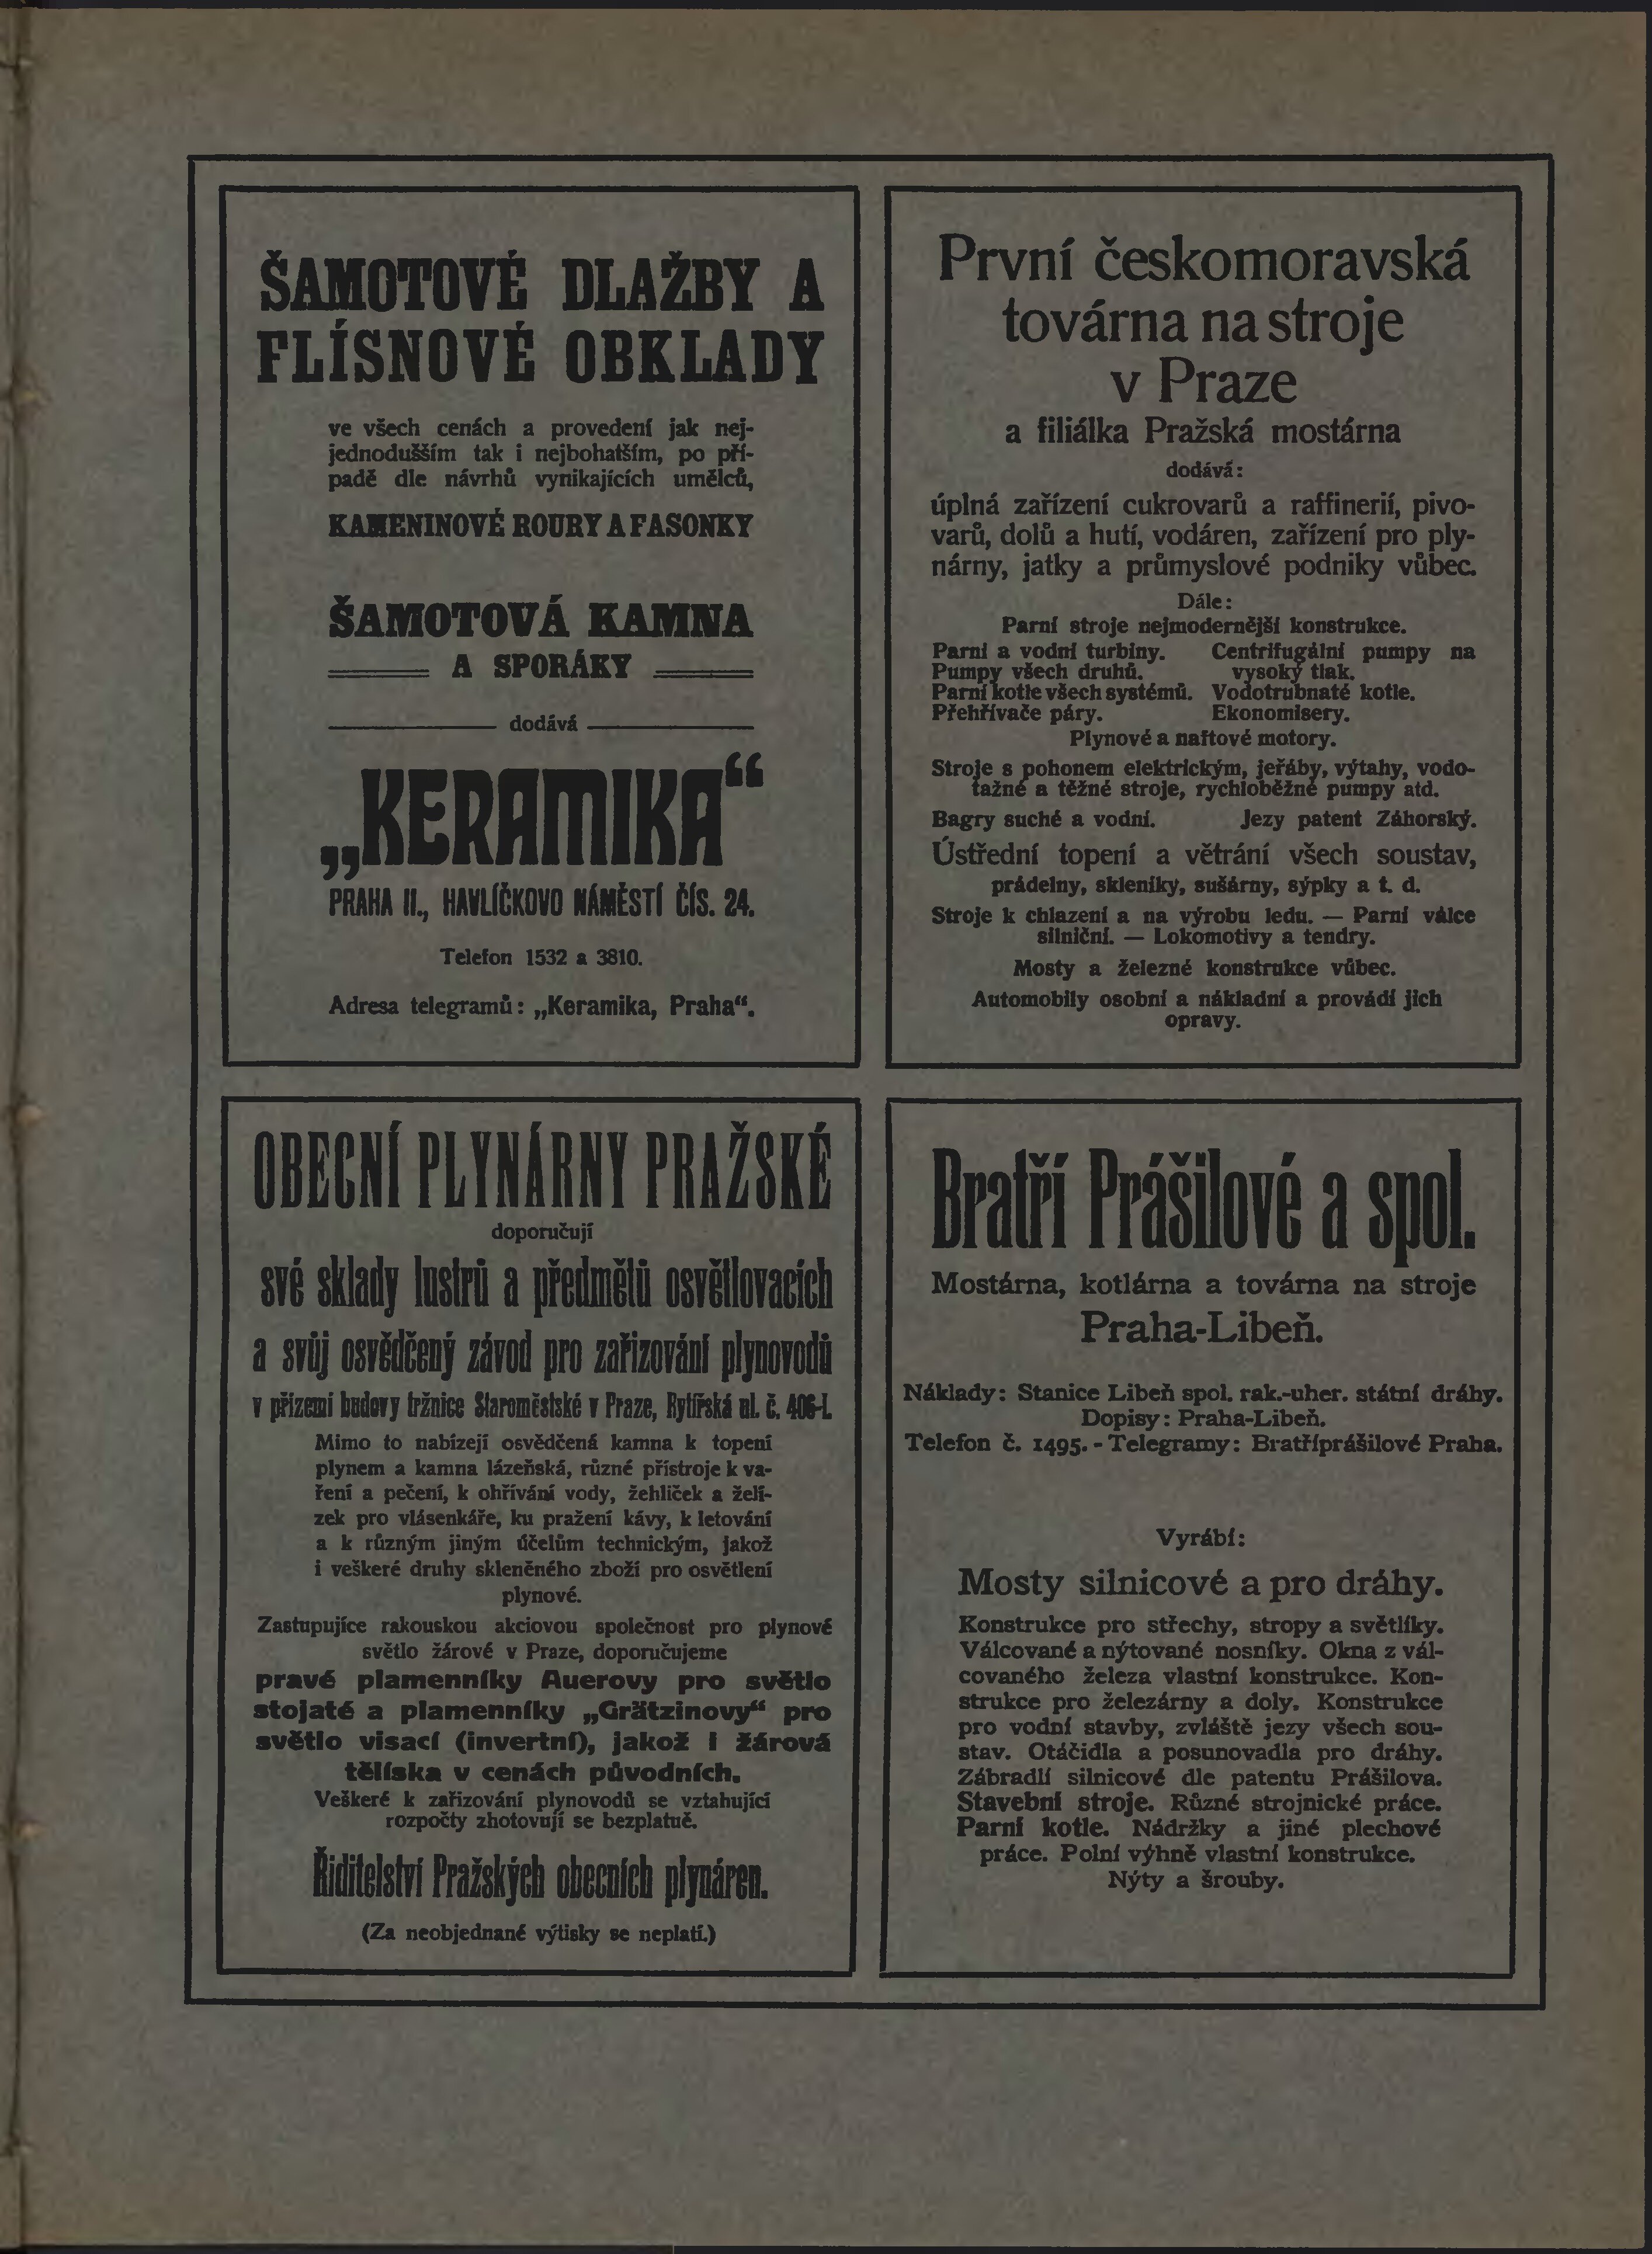 ŠAMOTOVÉ DLAŽBY A
FLÍSNOVÉ OBKLADY
ve všech cenách a provedení jak nej-
jednodušším tak i nejbohatším, po pří-
padě dle návrhů vynikajících umělců,
KAMENINOVÉ ROURY A FASONKY
ŠAMOTOVÁ KAMNA
A SPORÁKY
dodává
„KERAMIKA“
PRAHA II., HAVLÍČKOVO NÁMĚSTÍ ČÍS. 24.
Telefon 1532 a 3810.
Adresa telegramů: „Keramika, Praha“.
První českomoravská
továrna na stroje
v Praze
a filiálka Pražská mostárna
dodává:
úplná zařízení cukrovarů a raffinerií, pivo-
varů, dolů a hutí, vodáren, zařízení pro ply-
nárny, jatky a průmyslové podniky vůbec.
Dále:
Parní stroje nejmodernější konstrukce.
Parní a vodní turbiny.
Pumpy všech druhů.
Parní kotle všech systémů.
Přehřívače páry.
Centrifugální pumpy na
vysoký tlak.
Vodotrubnaté kotle.
Ekonomisery.
Plynové a naftové motory.
Stroje s pohonem elektrickým, jeřáby, výtahy, vodo-
tažné a těžné stroje, rychloběžné pumpy atd.
Bagry suché a vodní. Jezy patent Záhorský.
Ústřední topení a větrání všech soustav,
prádelny, skleníky, sušárny, sýpky a t. d.
Stroje k chlazení a na výrobu ledu. — Parní válce
silniční. — Lokomotivy a tendry.
Mosty a železné konstrukce vůbec.
Automobily osobní a nákladní a provádí jich
opravy.
OBECNÍ PLYNÁRNY PRAŽSKÉ
doporučují
své sklady lustrů a předmětů osvětlovacích
a svůj osvědčený závod pro zařizování plynovodů
v přízemí budovy tržnice Staroměstské v Praze, Rytířská ul. č. 406-I.
Mimo to nabízejí osvědčená kamna k topení
plynem a kamna lázeňská, různé přístroje k va-
ření a pečení, k ohřívání vody, žehliček a želí-
zek pro vlásenkáře, ku pražení kávy, k letování
a k různým jiným účelům technickým, jakož
i veškeré druhy skleněného zboží pro osvětlení
plynové.
Zastupujíce rakouskou akciovou společnost pro plynové
světlo žárové v Praze, doporučujeme
pravé plamenníky Auerovy pro světlo
stojaté a plamenníky „Grätzinovy“ pro
světlo visací (invertní), jakož i žárová
tělíska v cenách původních.
Veškeré k zařizování plynovodů se vztahující
rozpočty zhotovují se bezplatně.
Řiditelství Pražských obecních plynáren.
(Za neobjednané výtisky se neplatí.)
Bratří Prášilové a spol.
Mostárna, kotlárna a továrna na stroje
Praha-Libeň.
Náklady: Stanice Libeň spol. rak.-uher. státní dráhy.
Dopisy: Praha-Libeň.
Telefon č. 1495. - Telegramy: Bratříprášilové Praha.
Vyrábí:
Mosty silnicové a pro dráhy.
Konstrukce pro střechy, stropy a světlíky.
Válcované a nýtované nosníky. Okna z vál-
covaného železa vlastní konstrukce. Kon-
strukce pro železárny a doly. Konstrukce
pro vodní stavby, zvláště jezy všech sou-
stav. Otáčidla a posunovadla pro dráhy.
Zábradlí silnicové dle patentu Prášilova.
Stavební stroje. Různé strojnické práce.
Parní kotle. Nádržky a jiné plechové
práce. Polní výhně vlastní konstrukce.
Nýty a šrouby.